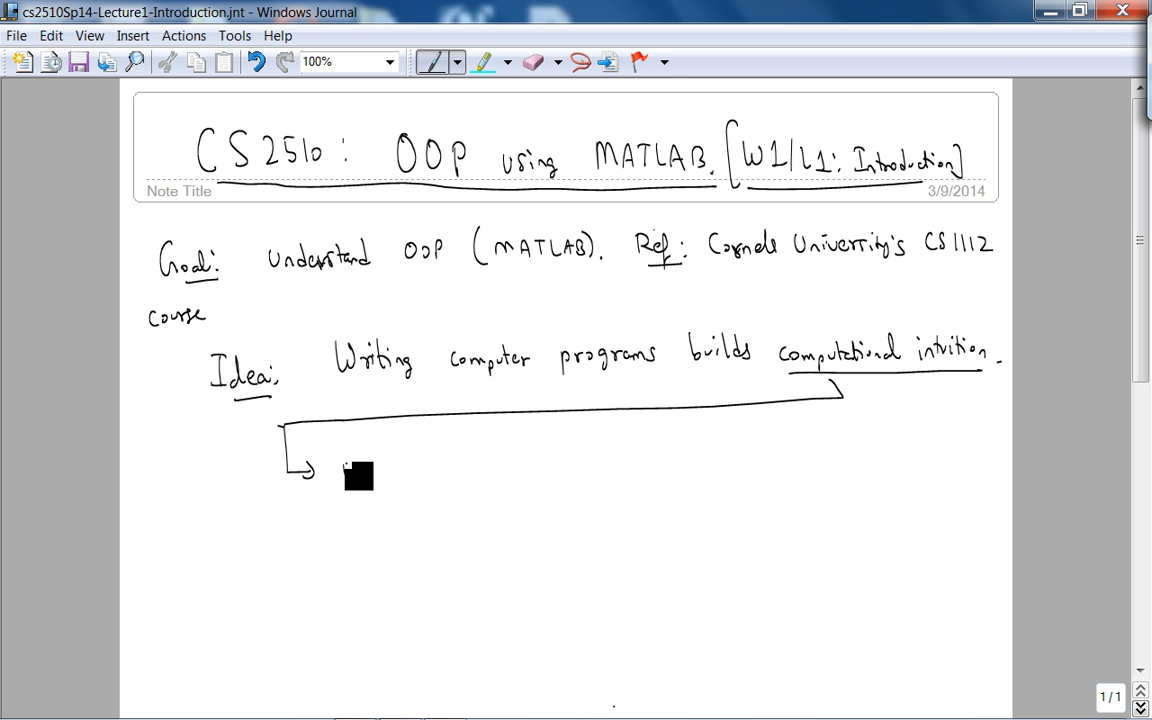 cs2510Sp14-Lecture1-Introduction.jnt - Windows Journal
File Edit View Insert Actions Tools Help
100%
CS2510: OOP using MATLAB. [W1/L1: Introduction]
Note Title 3/9/2014
Goal: Understand OOP (MATLAB). Ref: Cornell University's CS1112
course
Idea: Writing computer programs builds computational intuition.
1 / 1